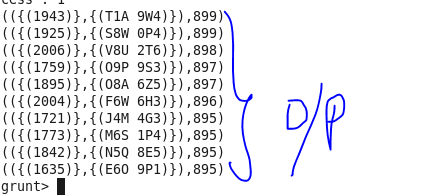 (({(1943)},{(T1A 9W4)}),899)
(({(1925)},{(S8W 0P4)}),899)
(({(2006)},{(V8U 2T6)}),898)
(({(1759)},{(O9P 9S3)}),897)
(({(1895)},{(O8A 6Z5)}),897)
(({(2004)},{(F6W 6H3)}),896)
(({(1721)},{(J4M 4G3)}),895)
(({(1773)},{(M6S 1P4)}),895)
(({(1842)},{(N5Q 8E5)}),895)
(({(1635)},{(E6O 9P1)}),895)
grunt>
O/P